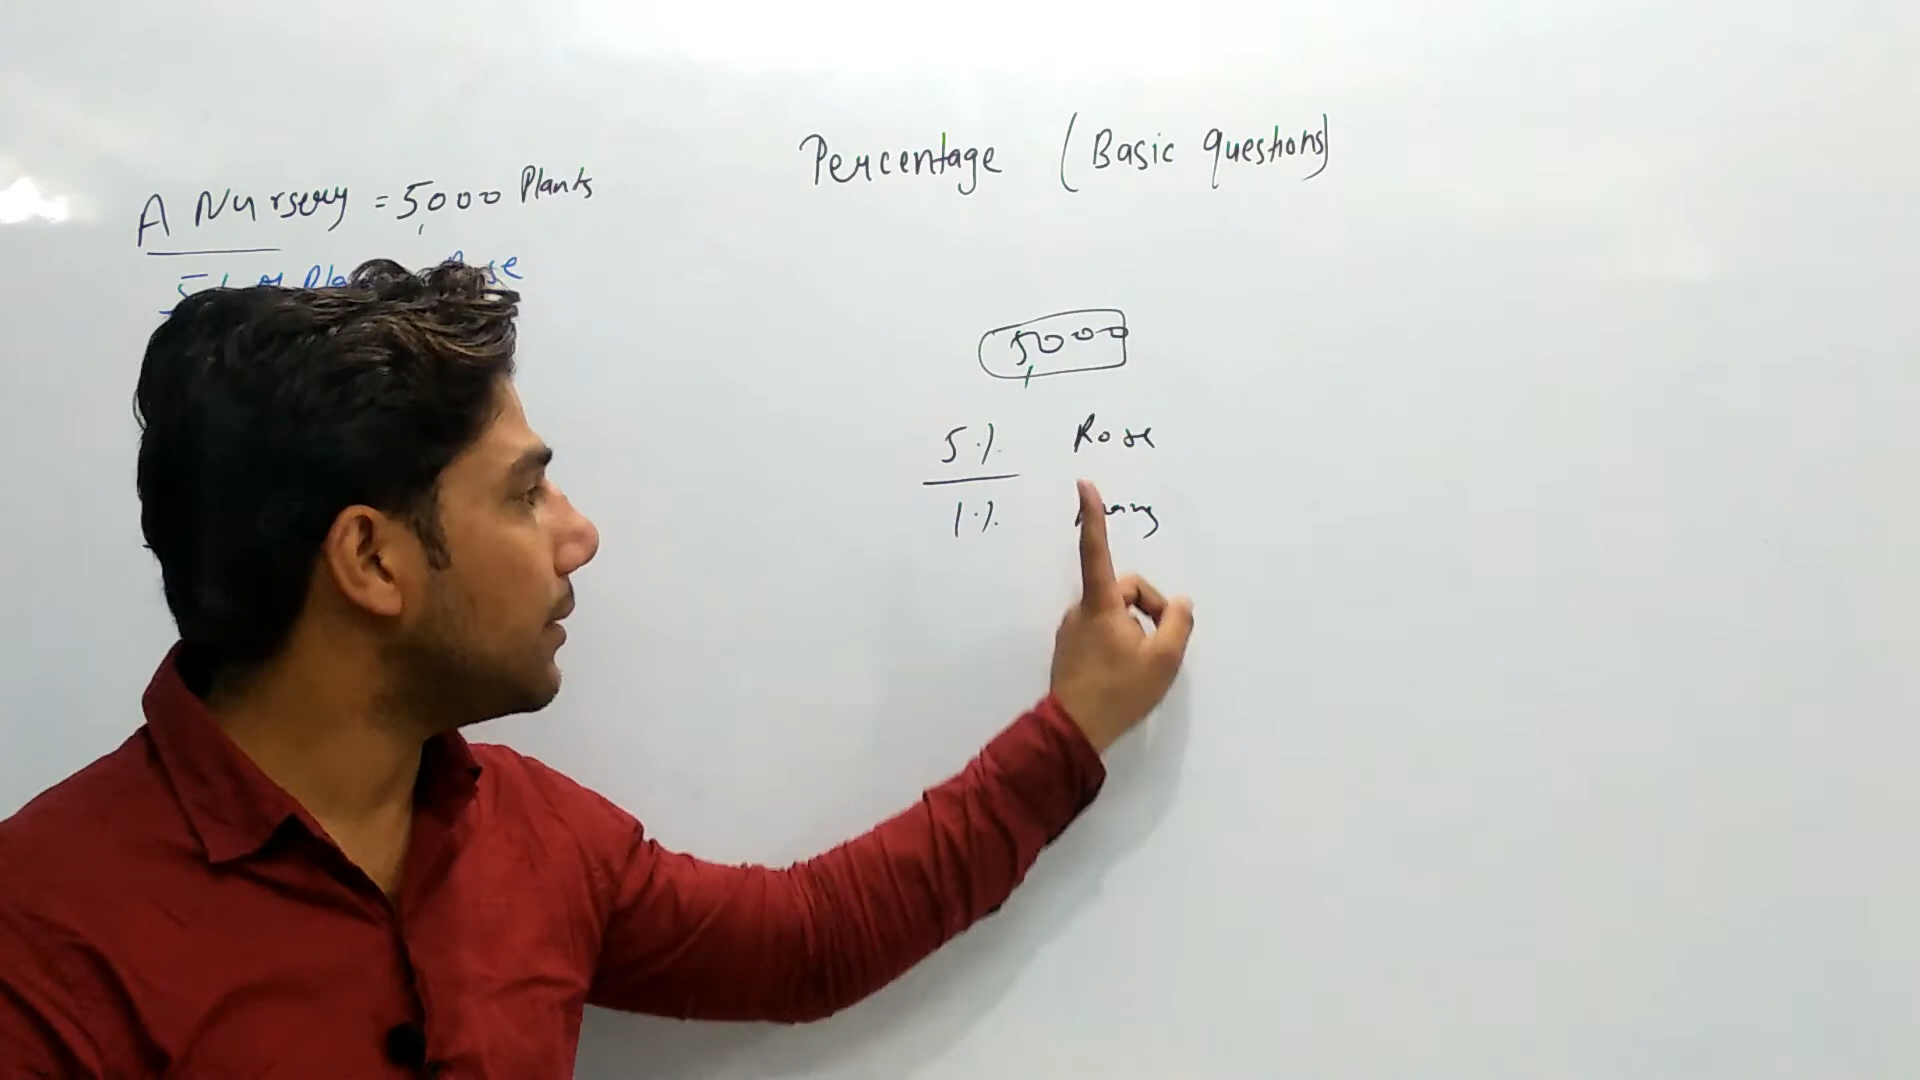 Percentage (Basic Questions)
A Nursery = 5,000 Plants
5000
5%
Rose
1%